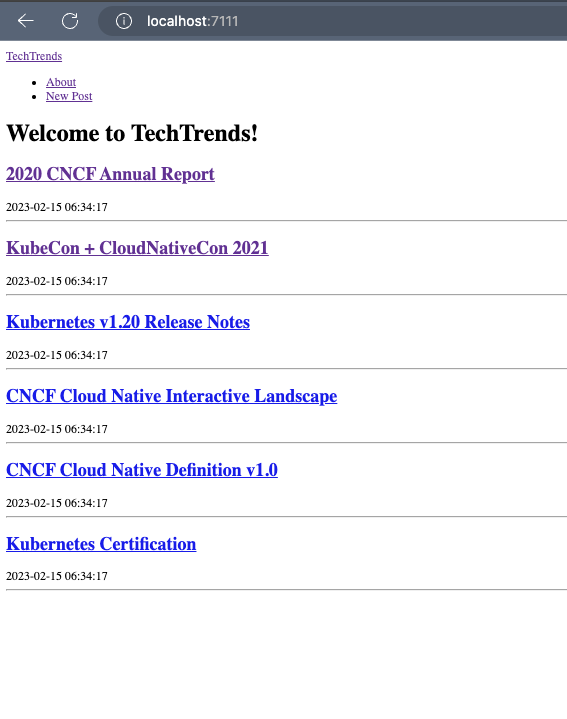 localhost:7111
TechTrends
About
New Post
Welcome to TechTrends!
2020 CNCF Annual Report
2023-02-15 06:34:17
KubeCon + CloudNativeCon 2021
2023-02-15 06:34:17
Kubernetes v1.20 Release Notes
2023-02-15 06:34:17
CNCF Cloud Native Interactive Landscape
2023-02-15 06:34:17
CNCF Cloud Native Definition v1.0
2023-02-15 06:34:17
Kubernetes Certification
2023-02-15 06:34:17